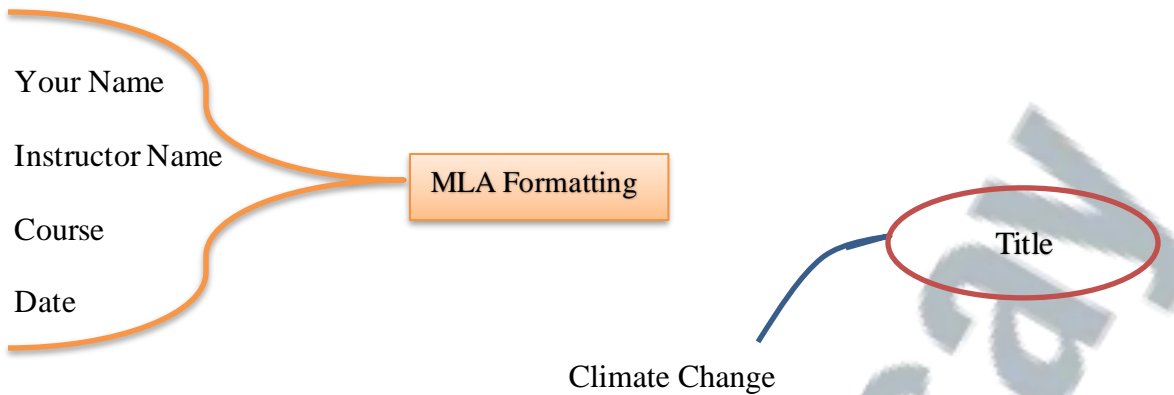 Your Name
Instructor Name
MLA Formatting
Course
Title
Date
Climate Change